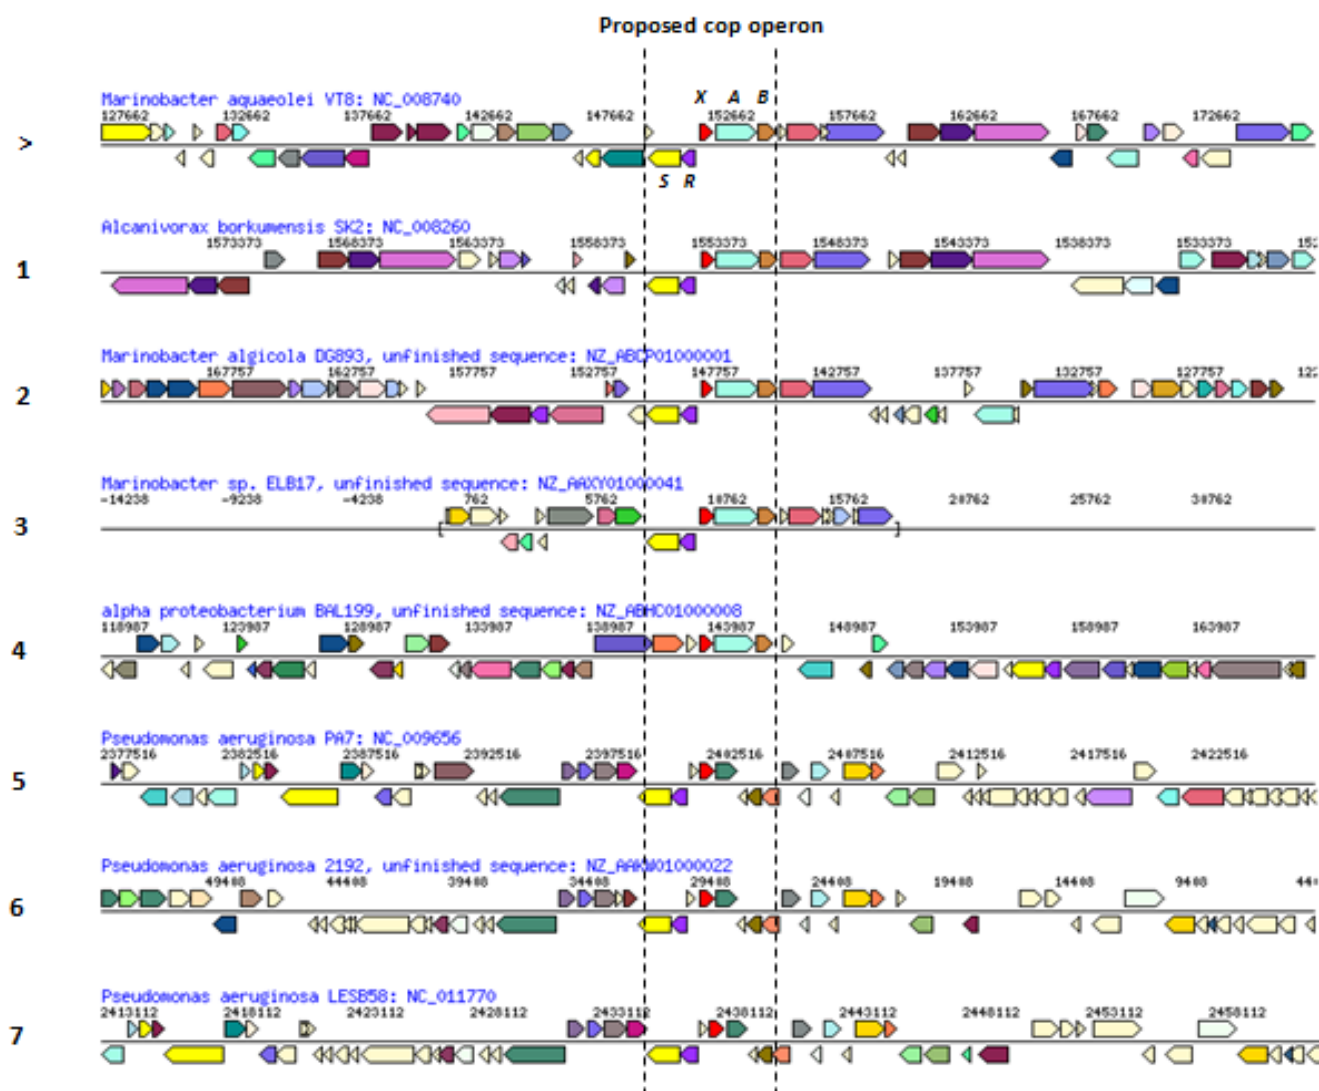 Proposed cop operon
Marinobacter aquaeolei VT8: NC_008740
127662 132662 137662 142662 147662 152662 157662 162662 167662 172662
X A B
>
S R
Alcanivorax borkumensis SK2: NC_008260
1573373 1568373 1563373 1558373 1553373 1548373 1543373 1538373 1533373 152
1
Marinobacter algicola DG893, unfinished sequence: NZ_ABCP01000001
167757 162757 157757 152757 147757 142757 137757 132757 127757 122
2
Marinobacter sp. ELB17, unfinished sequence: NZ_AAXY01000041
-14238 -9238 -4238 762 5762 10762 15762 20762 25762 30762
3
alpha proteobacterium BAL199, unfinished sequence: NZ_ABHC01000008
118987 123987 128987 133987 138987 143987 148987 153987 158987 163987
4
Pseudomonas aeruginosa PA7: NC_009656
2377516 2382516 2387516 2392516 2397516 2402516 2407516 2412516 2417516 2422516
5
Pseudomonas aeruginosa 2192, unfinished sequence: NZ_AAKW01000022
49408 44408 39408 34408 29408 24408 19408 14408 9408 440
6
Pseudomonas aeruginosa LESB58: NC_011770
2413112 2418112 2423112 2428112 2433112 2438112 2443112 2448112 2453112 2458112
7